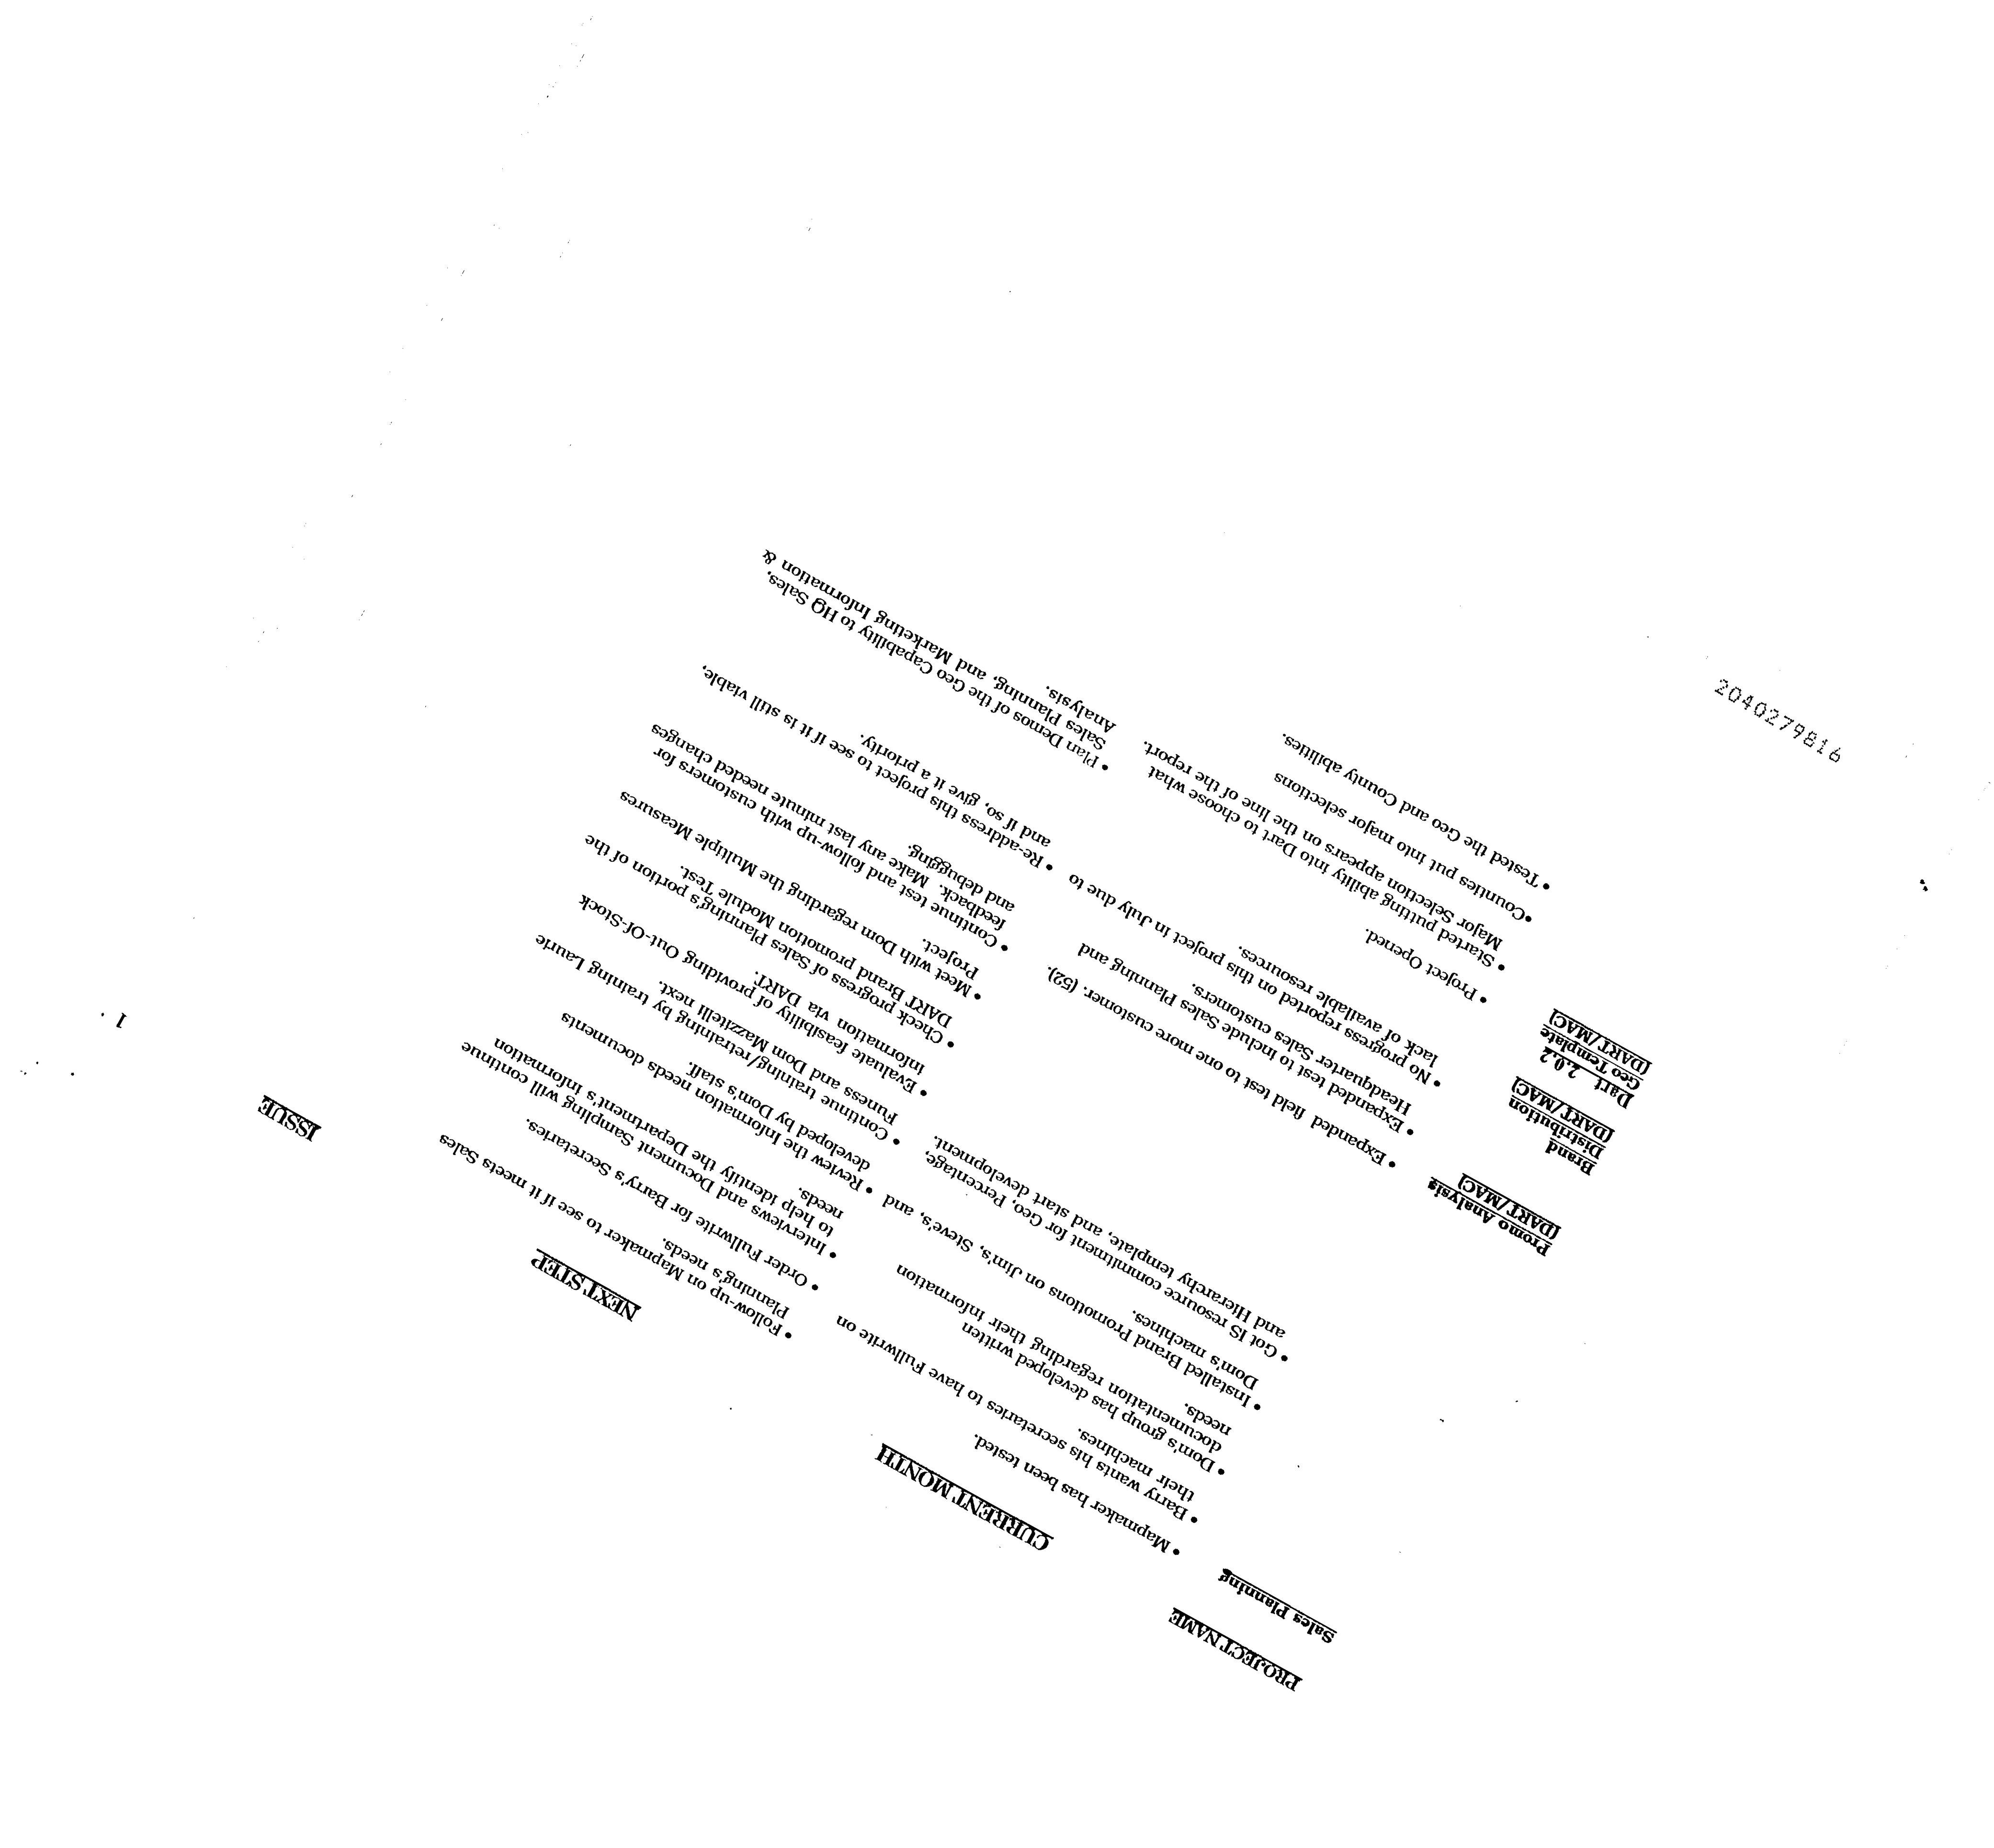 PROJECT NAME
CURRENT MONTH
NEXT STEP
ISSUE
Sales Planning
• Mapmaker has been tested.
• Barry wants his secretaries to have Fullwrite on
their machines.
• Dom's group has developed written
documentation regarding their information
needs.
• Installed Brand Promotions on Jim's, Steve's, and
Dom's machines.
• Got IS resource commitment for Geo, Percentage,
and Hierarchy template, and start development.
• Follow-up on Mapmaker to see if it meets Sales
Planning's needs.
• Order Fullwrite for Barry's Secretaries.
• Interviews and Document Sampling will continue
to help identify the Department's information
needs.
• Review the Information needs documents
developed by Dom's staff.
• Continue training/retraining by training Laurie
Funess and Dom Mazzitelli next.
• Evaluate feasibility of providing Out-Of-Stock
information via DART.
• Check progress of Sales Planning's portion of the
DART Brand promotion Module Test.
• Meet with Dom regarding the Multiple Measures
Project.
Promo Analysis
(DART/MAC)
• Expanded field test to one more customer. (52).
• Expanded test to include Sales Planning and
Headquarter Sales customers.
• Continue test and follow-up with customers for
feedback. Make any last minute needed changes
and debugging.
Brand
Distribution
(DART/MAC)
• No progress reported on this project in July due to
lack of available resources.
• Re-address this project to see if it is still viable,
and if so, give it a priority.
Dart 2.0.2
Geo Template
(DART/MAC)
• Project Opened.
• Started putting ability into Dart to choose what
Major Selection appears on the line of the report.
•Counties put into major selections
• Tested the Geo and County abilities.
• Plan Demos of the Geo Capability to HQ Sales,
Sales Planning, and Marketing Information &
Analysis.
1
2040279816